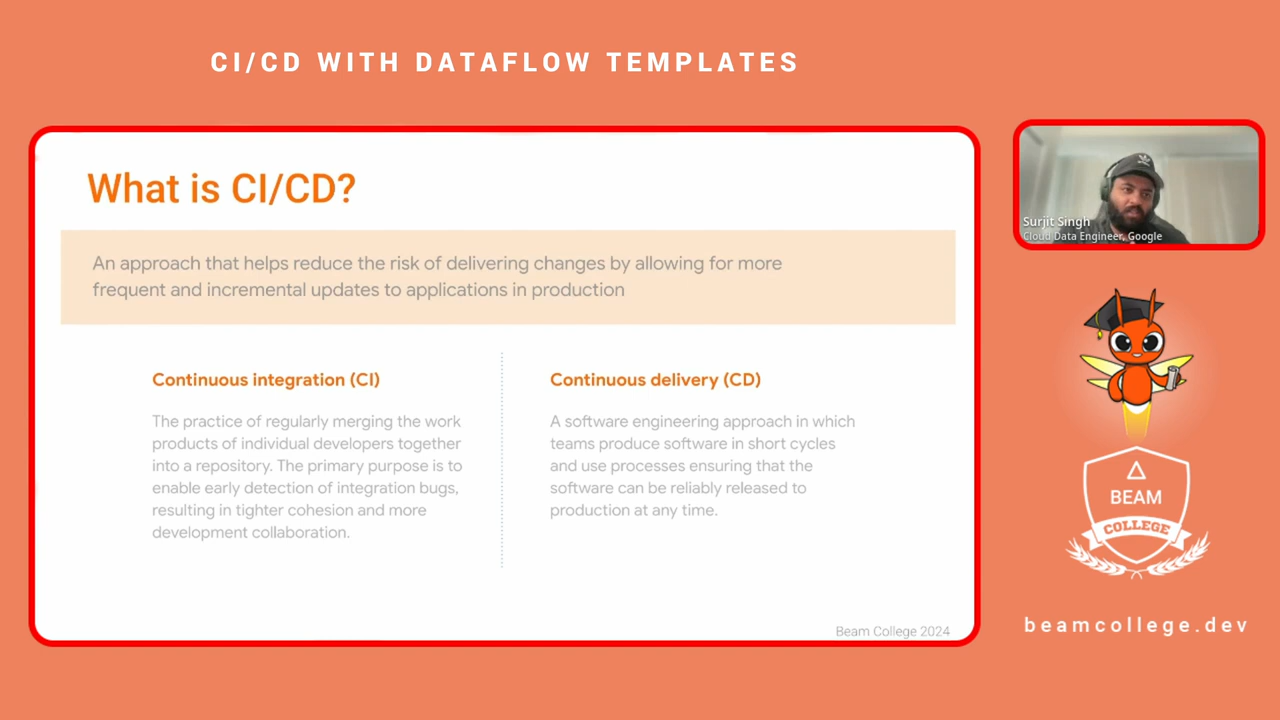 CI/CD WITH DATAFLOW TEMPLATES
What is CI/CD?
An approach that helps reduce the risk of delivering changes by allowing for more
frequent and incremental updates to applications in production
Continuous integration (CI)
The practice of regularly merging the work
products of individual developers together
into a repository. The primary purpose is to
enable early detection of integration bugs,
resulting in tighter cohesion and more
development collaboration.
Continuous delivery (CD)
A software engineering approach in which
teams produce software in short cycles
and use processes ensuring that the
software can be reliably released to
production at any time.
Beam College 2024
Surjit Singh
Cloud Data Engineer, Google
BEAM
COLLEGE
beamcollege.dev